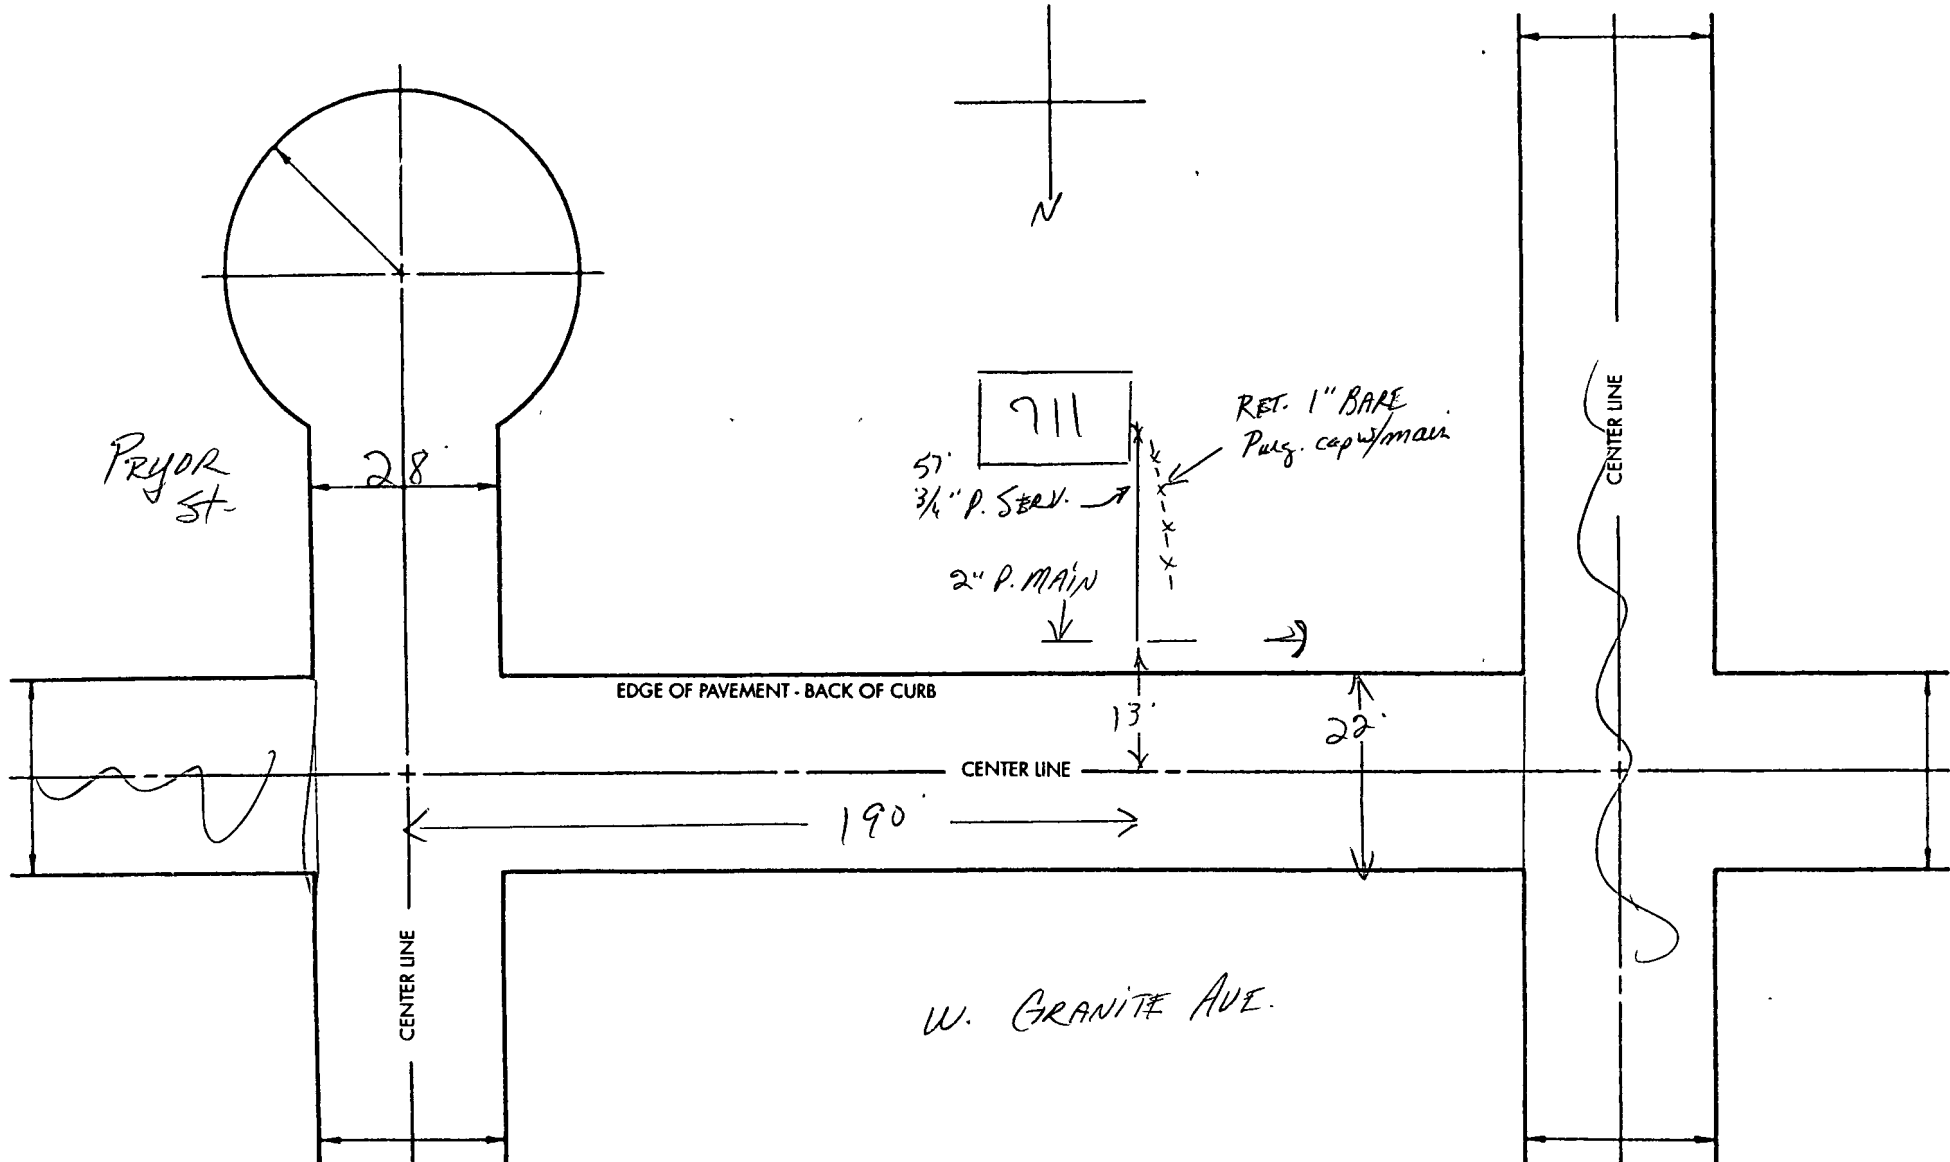 N
CENTER LINE
711
RET. 1" BARE
Purg. cap w/main
PRYOR
St.
28'
57'
3/4" P. SERV.
2" P. MAIN
EDGE OF PAVEMENT - BACK OF CURB
13'
22'
CENTER LINE
190'
CENTER LINE
W. GRANITE AVE.